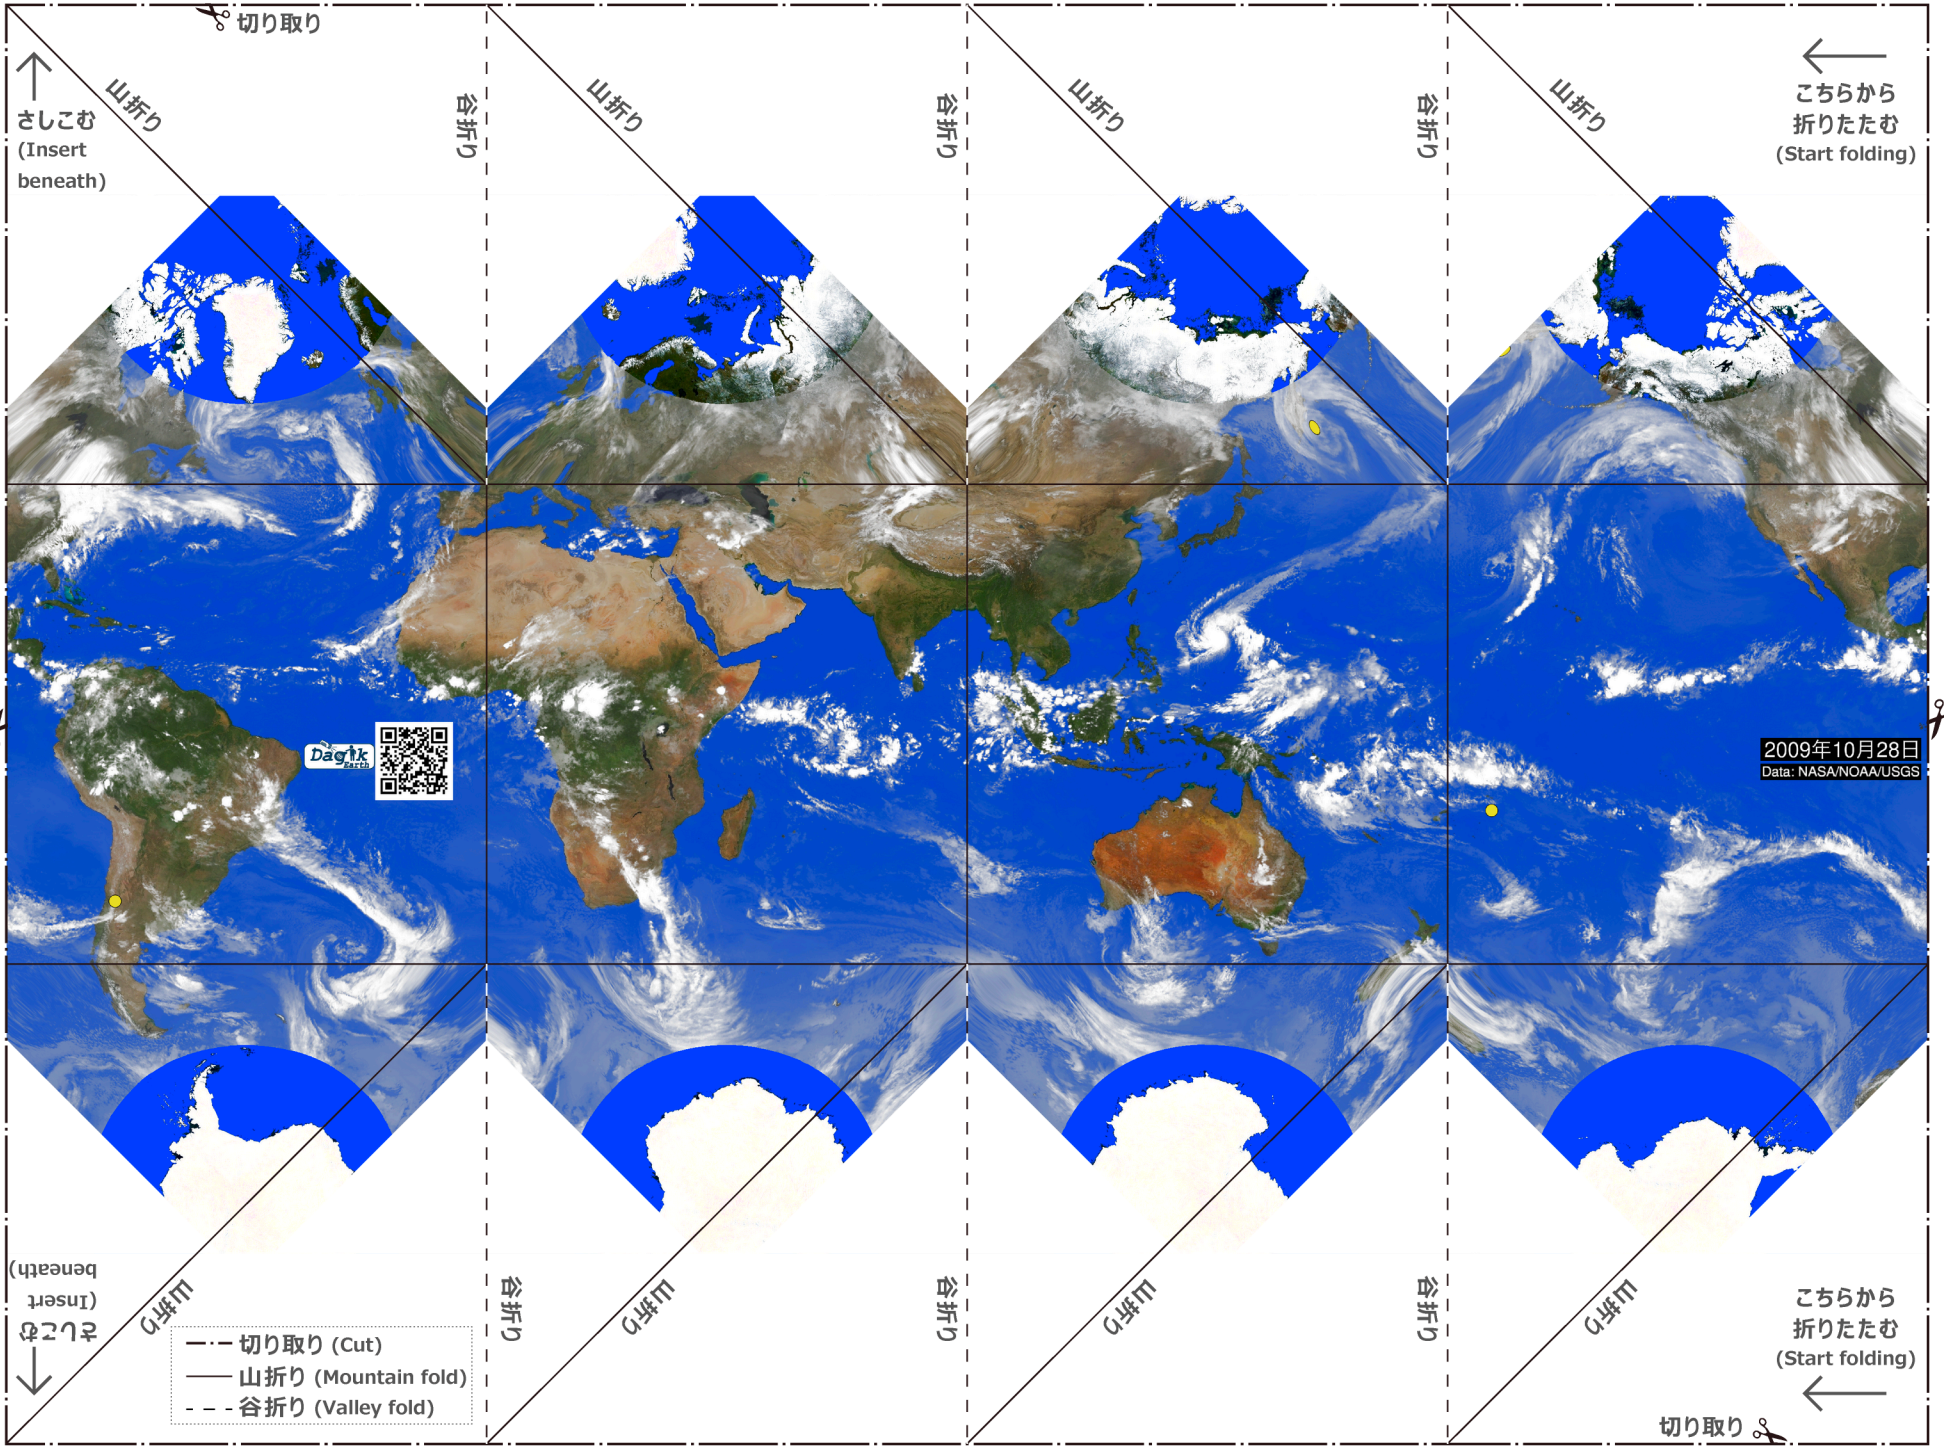 切り取り
さしこむ
(Insert
beneath)
山折り
谷折り
山折り
谷折り
山折り
谷折り
山折り
こちらから
折りたたむ
(Start folding)
Dagik
Earth
2009年10月28日
Data: NASA/NOAA/USGS
さしこむ
(Insert
beneath)
山折り
谷折り
山折り
谷折り
山折り
谷折り
山折り
こちらから
折りたたむ
(Start folding)
切り取り (Cut)
山折り (Mountain fold)
谷折り (Valley fold)
切り取り